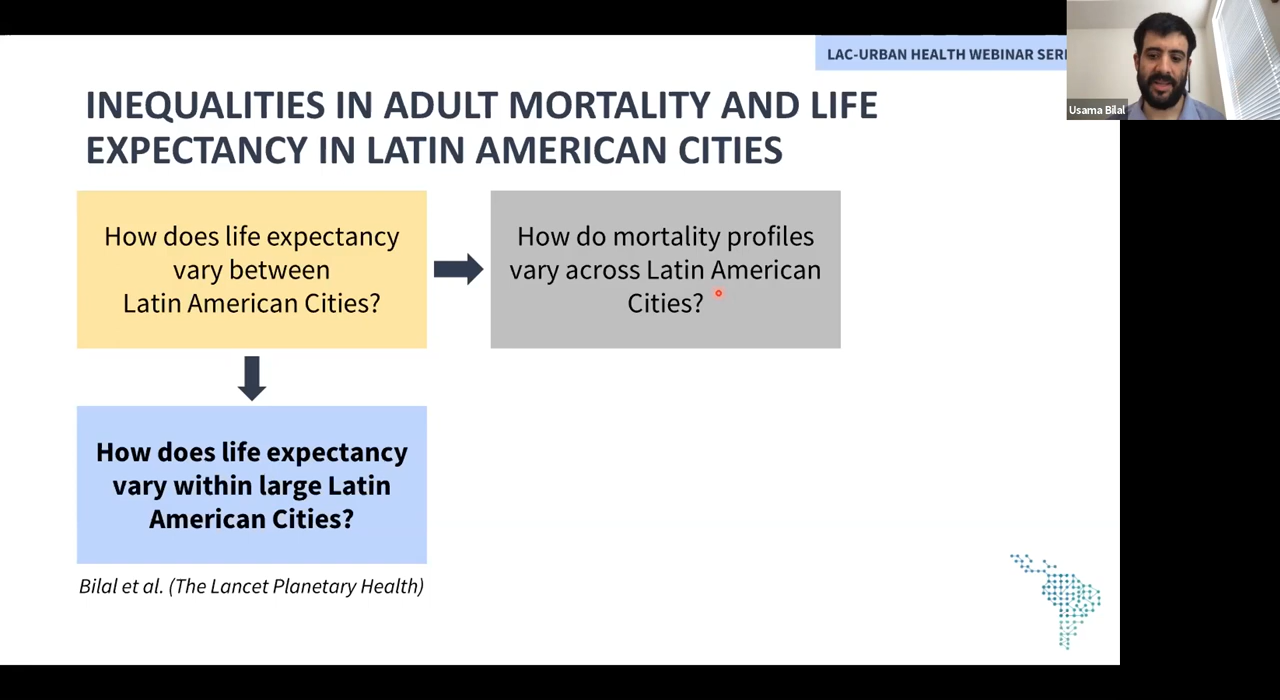 LAC-URBAN HEALTH WEBINAR
Usama Bilal
INEQUALITIES IN ADULT MORTALITY AND LIFE
EXPECTANCY IN LATIN AMERICAN CITIES
How does life expectancy
vary between
Latin American Cities?
How do mortality profiles
vary across Latin American
Cities?
How does life expectancy
vary within large Latin
American Cities?
Bilal et al. (The Lancet Planetary Health)